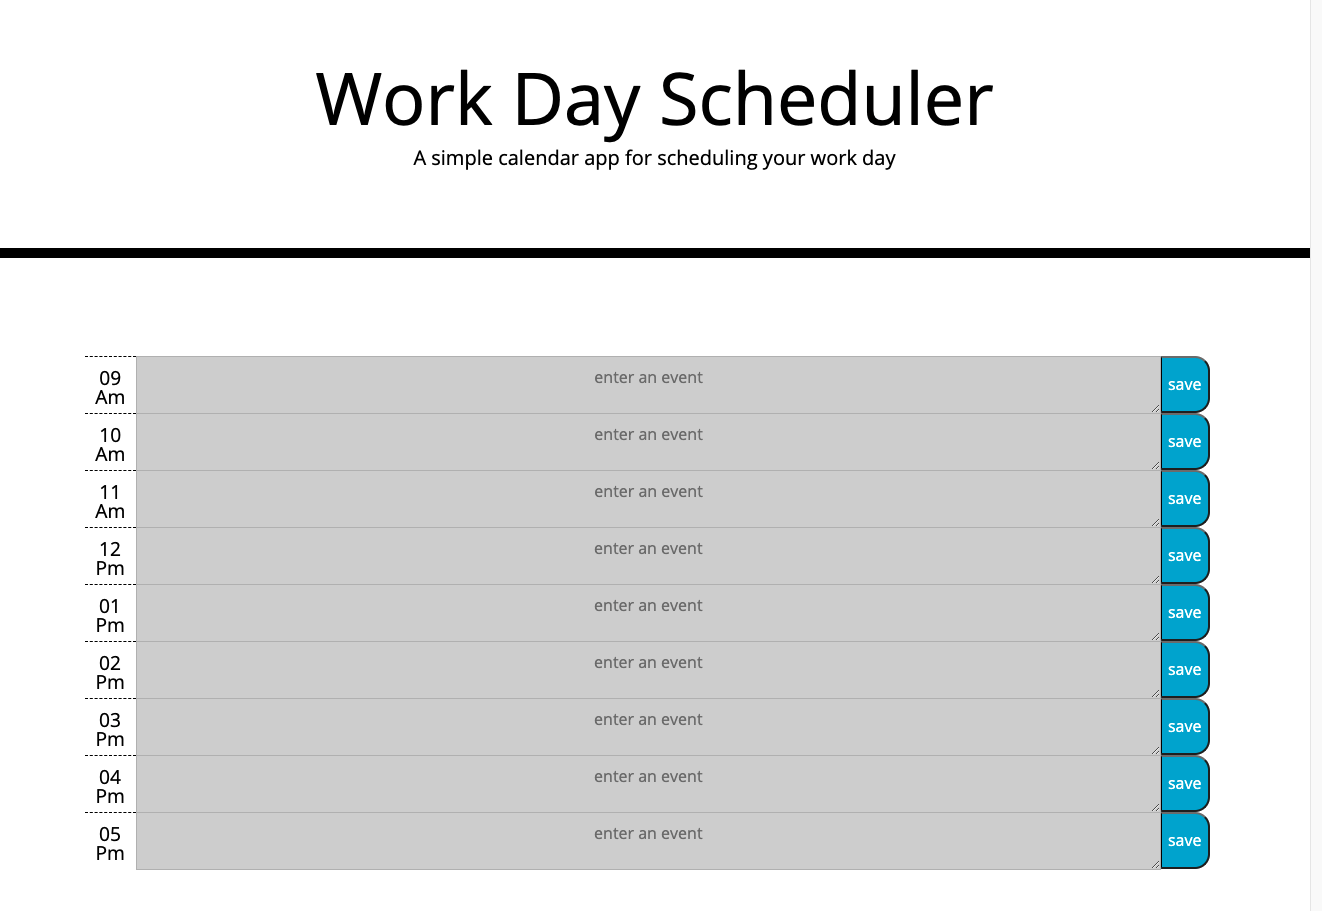 Work Day Scheduler
A simple calendar app for scheduling your work day
09
Am
enter an event
save
10
Am
enter an event
save
11
Am
enter an event
save
12
Pm
enter an event
save
01
Pm
enter an event
save
02
Pm
enter an event
save
03
Pm
enter an event
save
04
Pm
enter an event
save
05
Pm
enter an event
save